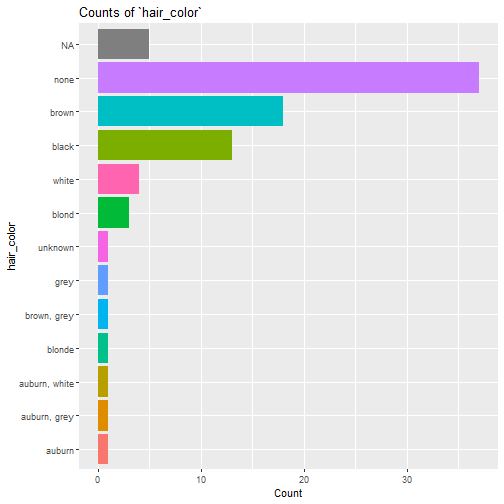 Counts of `hair_color`
NA
none
brown
black
white
blond
unknown
grey
brown, grey
blonde
auburn, white
auburn, grey
auburn
hair_color
0 10 20 30
Count